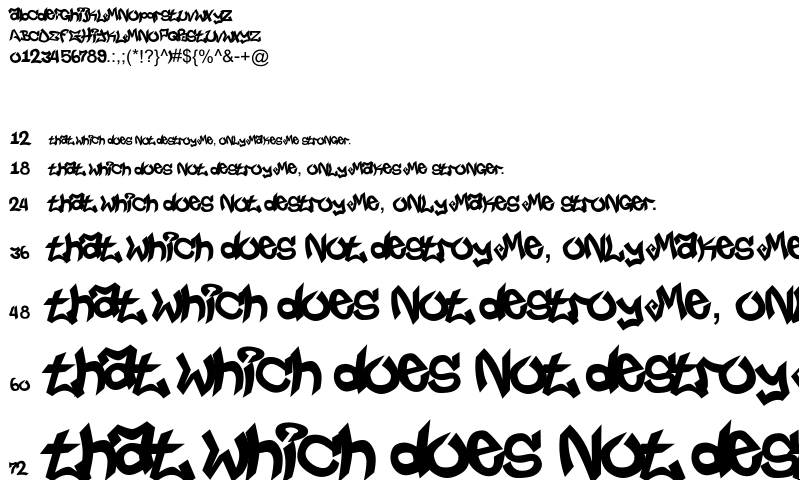 abcdefghijklmnopqrstuvwxyz
ABCDEFGHIJKLMNOPQRSTUVWXYZ
0123456789.:,;(*!?}^)#${%^&-+@
12 that which does not destroy me, only makes me stronger.
18 that which does not destroy me, only makes me stronger.
24 that which does not destroy me, only makes me stronger.
36 that which does not destroy me, only makes me
48 that which does not destroy me, onl
60 that which does not destroy
72 that which does not des